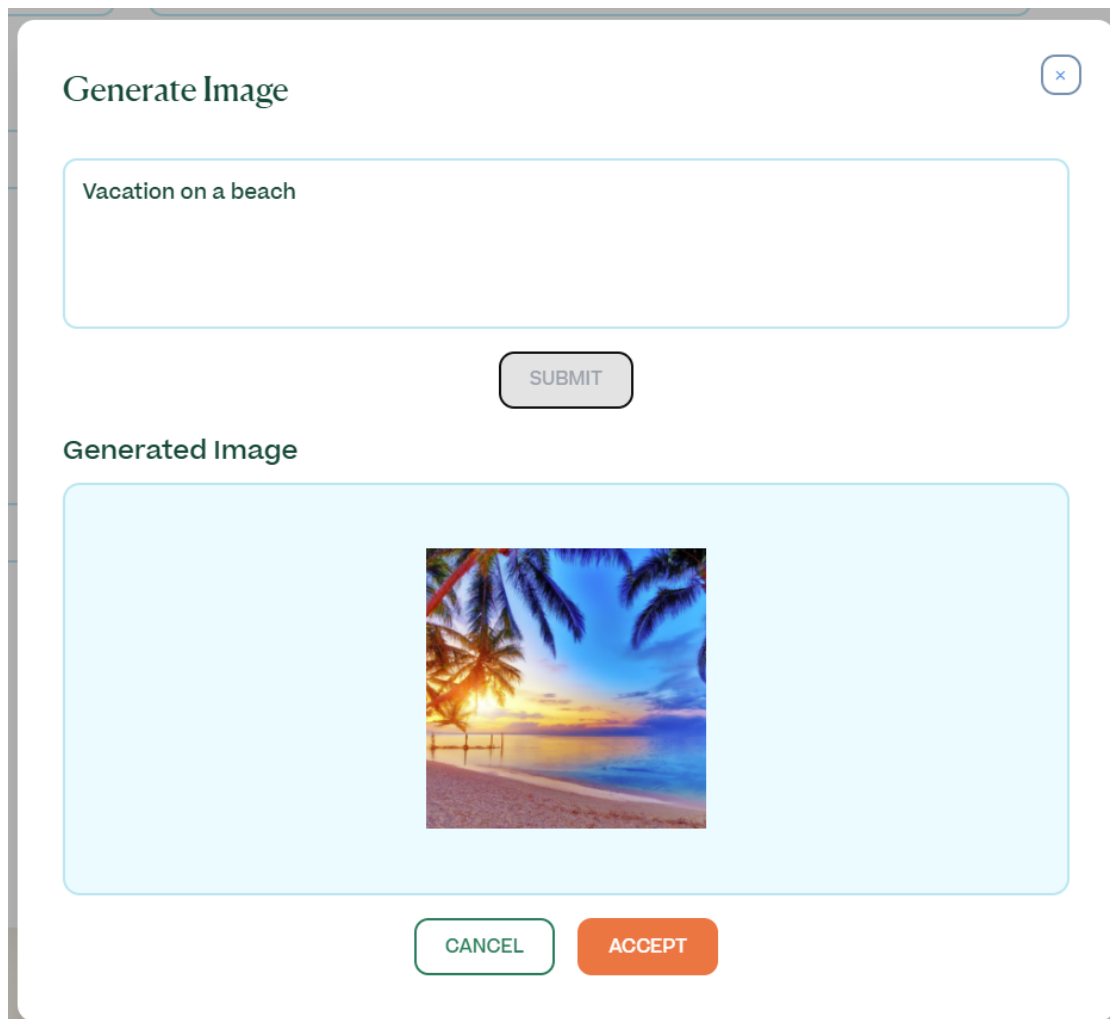 Generate Image
×
Vacation on a beach
SUBMIT
Generated Image
CANCEL
ACCEPT